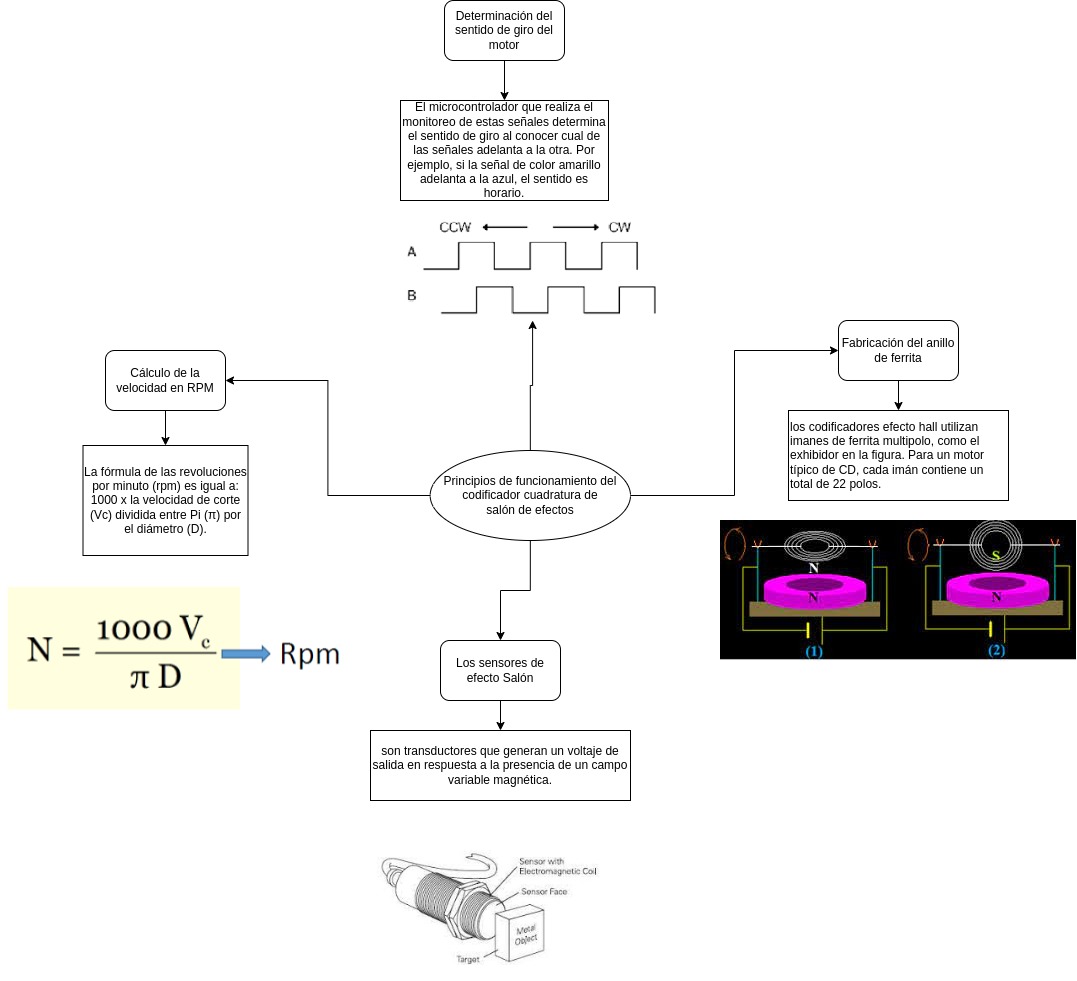 Determinación del
sentido de giro del
motor
El microcontrolador que realiza el
monitoreo de estas señales determina
el sentido de giro al conocer cual de
las señales adelanta a la otra. Por
ejemplo, si la señal de color amarillo
adelanta a la azul, el sentido es
horario.
CCW CW
A
B
Fabricación del anillo
de ferrita
los codificadores efecto hall utilizan
imanes de ferrita multipolo, como el
exhibidor en la figura. Para un motor
típico de CD, cada imán contiene un
total de 22 polos.
N
N
(1)
S
N
(2)
Cálculo de la
velocidad en RPM
La fórmula de las revoluciones
por minuto (rpm) es igual a:
1000 x la velocidad de corte
(Vc) dividida entre Pi (π) por
el diámetro (D).
N = 1000 Vc / π D Rpm
Principios de funcionamiento del
codificador cuadratura de
salón de efectos
Los sensores de
efecto Salón
son transductores que generan un voltaje de
salida en respuesta a la presencia de un campo
variable magnética.
Sensor with
Electromagnetic Coil
Sensor Face
Metal
Object
Target